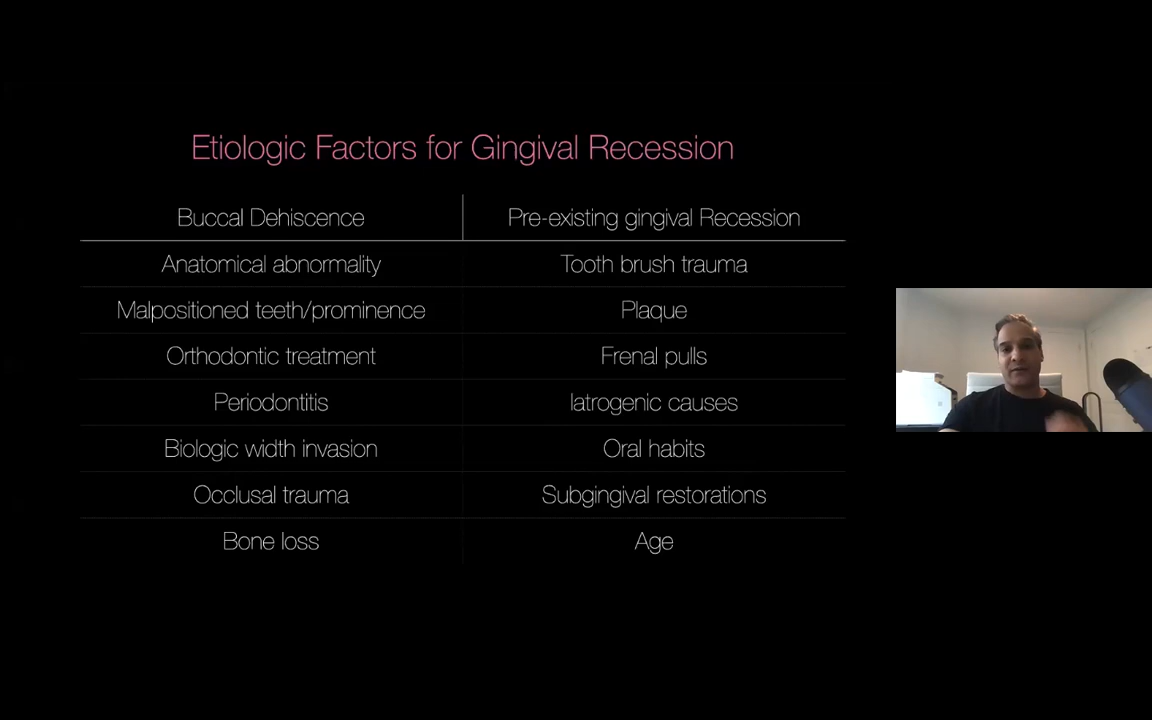 Etiologic Factors for Gingival Recession
Buccal Dehiscence Pre-existing gingival Recession
Anatomical abnormality Tooth brush trauma
Malpositioned teeth/prominence Plaque
Orthodontic treatment Frenal pulls
Periodontitis Iatrogenic causes
Biologic width invasion Oral habits
Occlusal trauma Subgingival restorations
Bone loss Age